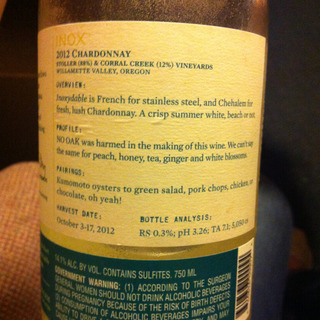 INOX
2012 CHARDONNAY
STOLLER (88%) & CORRAL CREEK (12%) VINEYARDS
WILLAMETTE VALLEY, OREGON
OVERVIEW:
Inoxydable is French for stainless steel, and Chehalem for
fresh, lush Chardonnay. A crisp summer white, beach or not.
PROFILE:
NO OAK was harmed in the making of this wine. We can't say
the same for peach, honey, tea, ginger and white blossoms.
PAIRINGS:
Kumomoto oysters to green salad, pork chops, chicken, or
chocolate, oh yeah!
HARVEST DATE:
October 3-17, 2012
BOTTLE ANALYSIS:
RS 0.3%; pH 3.26; TA 7.1;
ALC. BY VOL. CONTAINS SULFITES. 750 ML
GOVERNMENT WARNING: (1) ACCORDING TO THE SURGEON
GENERAL, WOMEN SHOULD NOT DRINK ALCOHOLIC BEVERAGES
DURING PREGNANCY BECAUSE OF THE RISK OF BIRTH DEFECTS.
(2) CONSUMPTION OF ALCOHOLIC BEVERAGES IMPAIRS YOUR